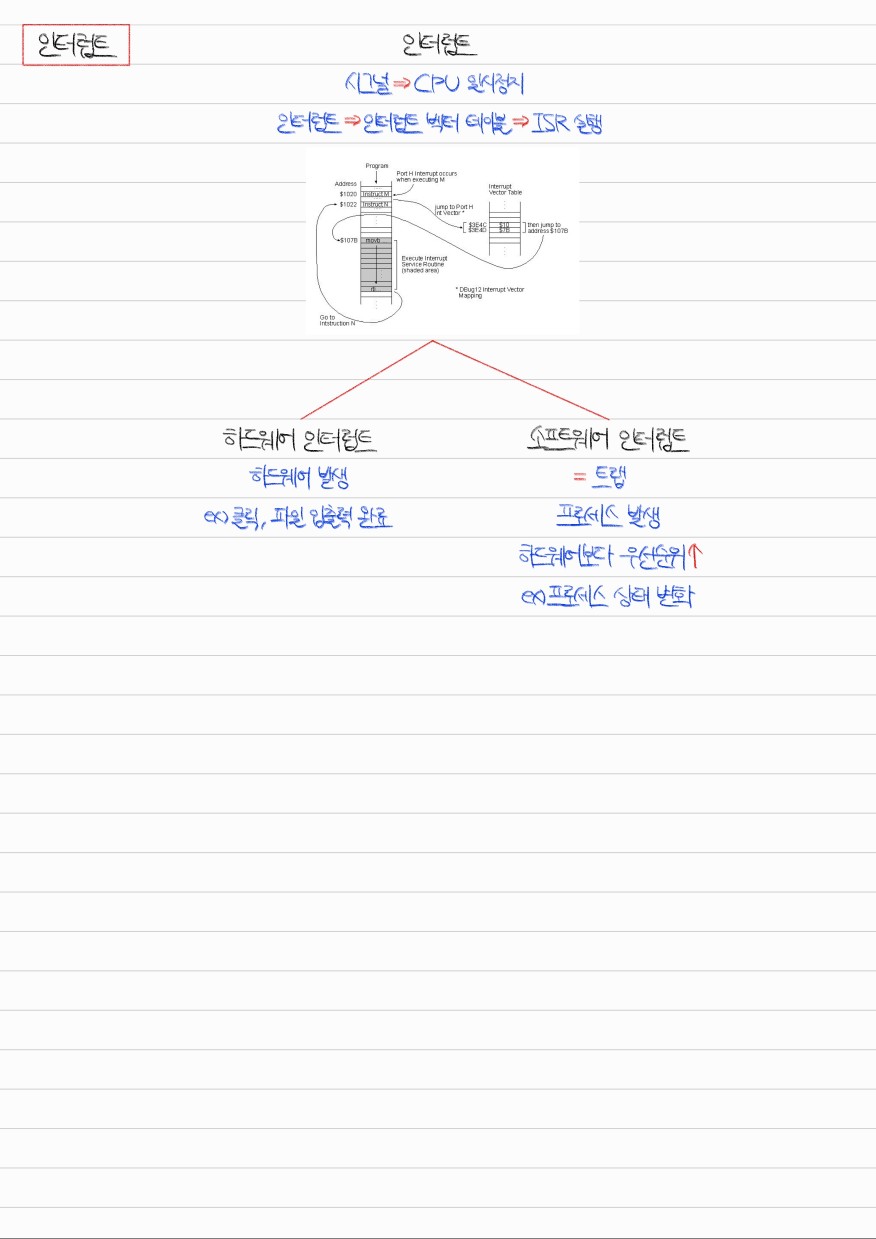 인터럽트
인터럽트
시그널 ⇒ CPU 일시정지
인터럽트 ⇒ 인터럽트 벡터 테이블 ⇒ ISR 실행
Program
Port H Interrupt occurs
when executing M
Address
$1020 Instruct M
$1022 Instruct N
Interrupt
Vector Table
jump to Port H
Int Vector *
$3E4C $10
$3E4D $7B
then jump to
address $107B
$107B movb
Execute Interrupt
Service Routine
(shaded area)
* DBug12 Interrupt Vector
Mapping
Go to
Intstruction N
하드웨어 인터럽트
하드웨어 발생
ex) 클릭, 파일 입출력 완료
소프트웨어 인터럽트
= 트랩
프로세스 발생
하드웨어보다 우선순위↑
ex) 프로세스 상태 변화